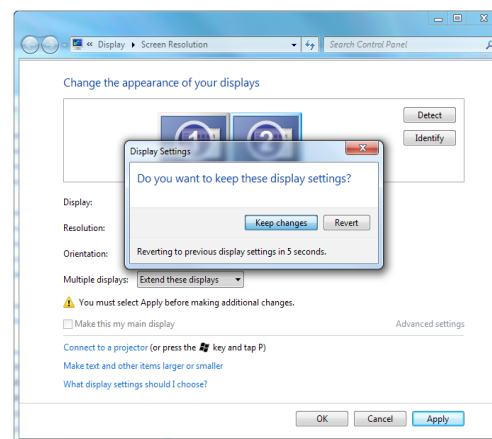 « Display ▸ Screen Resolution
Search Control Panel
Change the appearance of your displays
1 2
Detect
Identify
Display Settings
Do you want to keep these display settings?
Keep changes Revert
Reverting to previous display settings in 5 seconds.
Display:
Resolution:
Orientation:
Multiple displays: Extend these displays
You must select Apply before making additional changes.
Make this my main display Advanced settings
Connect to a projector (or press the key and tap P)
Make text and other items larger or smaller
What display settings should I choose?
OK Cancel Apply